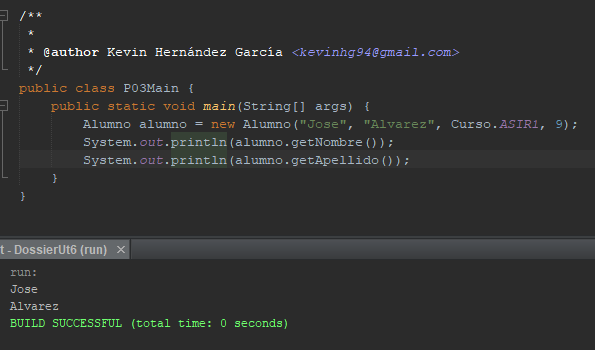 /**
*
* @author Kevin Hernández García <kevinhg94@gmail.com>
*/
public class P03Main {
public static void main(String[] args) {
Alumno alumno = new Alumno("Jose", "Alvarez", Curso.ASIR1, 9);
System.out.println(alumno.getNombre());
System.out.println(alumno.getApellido());
}
}
t - DossierUt6 (run) ×
run:
Jose
Alvarez
BUILD SUCCESSFUL (total time: 0 seconds)